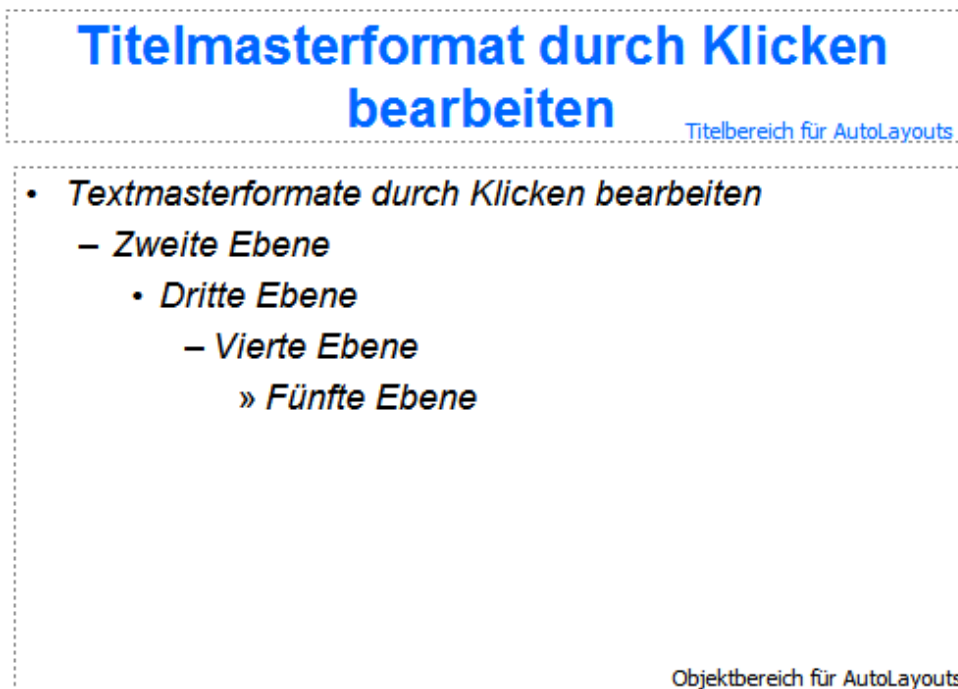 Titelmasterformat durch Klicken
bearbeiten
Titelbereich für AutoLayouts
• Textmasterformate durch Klicken bearbeiten
– Zweite Ebene
• Dritte Ebene
– Vierte Ebene
» Fünfte Ebene
Objektbereich für AutoLayouts